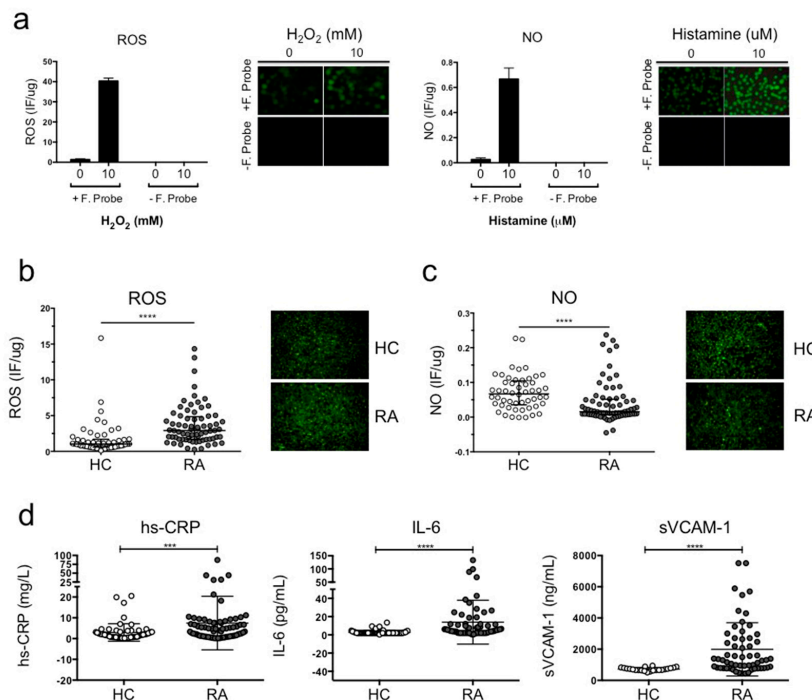 a
ROS
ROS (IF/ug)
50
40
30
20
10
0
0 10 0 10
+ F. Probe - F. Probe
H2O2 (mM)
H2O2 (mM)
0 10
+F. Probe
-F. Probe
NO
NO (IF/ug)
0.8
0.6
0.4
0.2
0.0
0 10 0 10
+ F. Probe - F. Probe
Histamine (μM)
Histamine (uM)
0 10
+F. Probe
-F. Probe
b
ROS
ROS (IF/ug)
20
15
10
5
0
****
HC RA
HC
RA
c
NO
NO (IF/ug)
0.3
0.2
0.1
0.0
-0.1
****
HC RA
HC
RA
d
hs-CRP
hs-CRP (mg/L)
100
75
50
25
20
10
0
-10
-20
***
HC RA
IL-6
IL-6 (pg/mL)
150
100
50
40
20
0
-20
-40
****
HC RA
sVCAM-1
sVCAM-1 (ng/mL)
8000
6000
4000
2000
0
****
HC RA